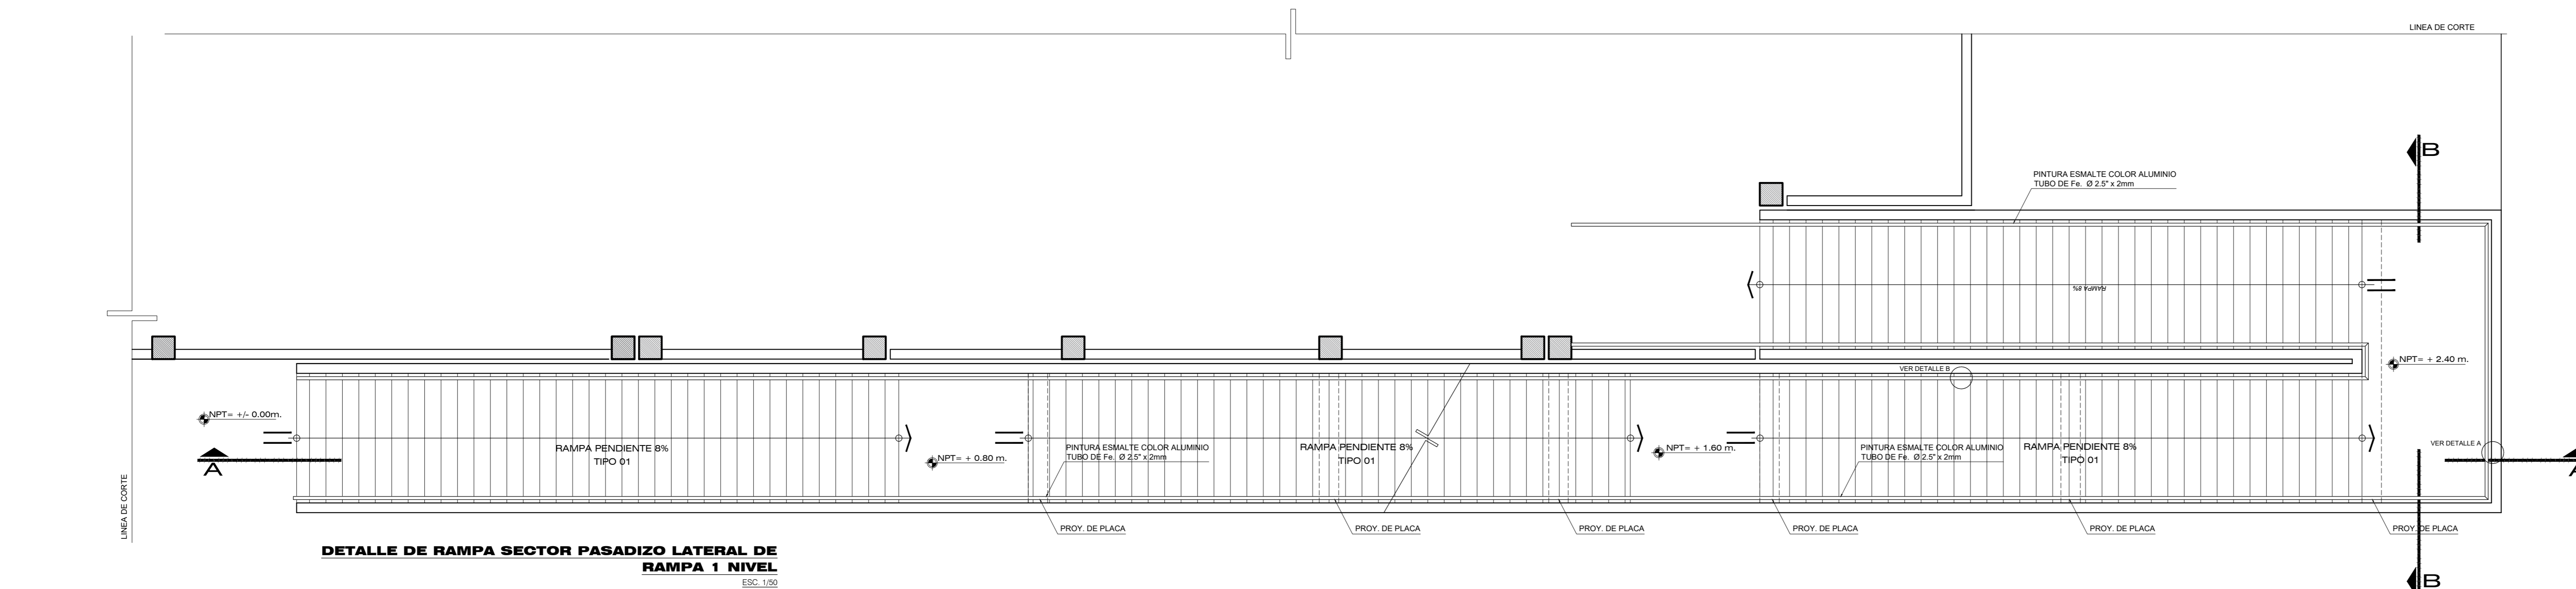 LINEA DE CORTE
B
PINTURA ESMALTE COLOR ALUMINIO
TUBO DE Fe. Ø 2.5" x 2mm
RAMPA 8%
NPT= + 2.40 m.
VER DETALLE B
NPT= +/- 0.00m.
A
RAMPA PENDIENTE 8%
TIPO 01
NPT= + 0.80 m.
PINTURA ESMALTE COLOR ALUMINIO
TUBO DE Fe. Ø 2.5" x 2mm
RAMPA PENDIENTE 8%
TIPO 01
NPT= + 1.60 m.
PINTURA ESMALTE COLOR ALUMINIO
TUBO DE Fe. Ø 2.5" x 2mm
RAMPA PENDIENTE 8%
TIPO 01
VER DETALLE A
A
LINEA DE CORTE
PROY. DE PLACA
PROY. DE PLACA
PROY. DE PLACA
PROY. DE PLACA
PROY. DE PLACA
PROY. DE PLACA
DETALLE DE RAMPA SECTOR PASADIZO LATERAL DE
RAMPA 1 NIVEL
ESC. 1/50
B